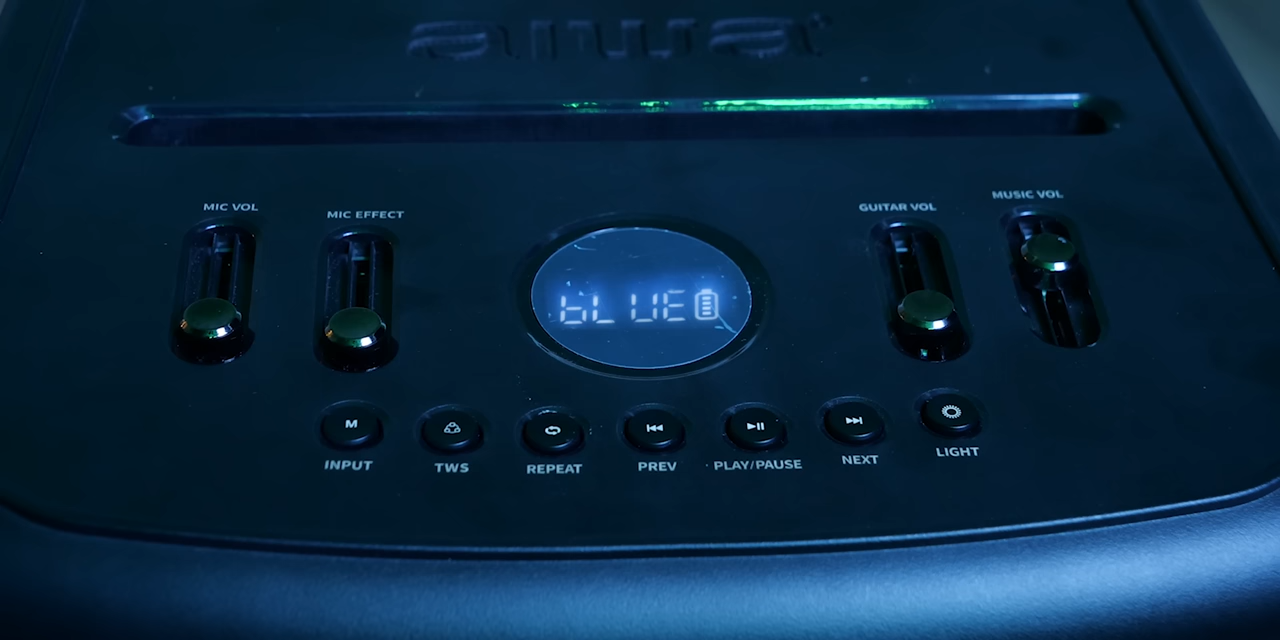 aiwa
MIC VOL
MIC EFFECT
GUITAR VOL
MUSIC VOL
bLUE
M
INPUT
TWS
REPEAT
PREV
PLAY/PAUSE
NEXT
LIGHT